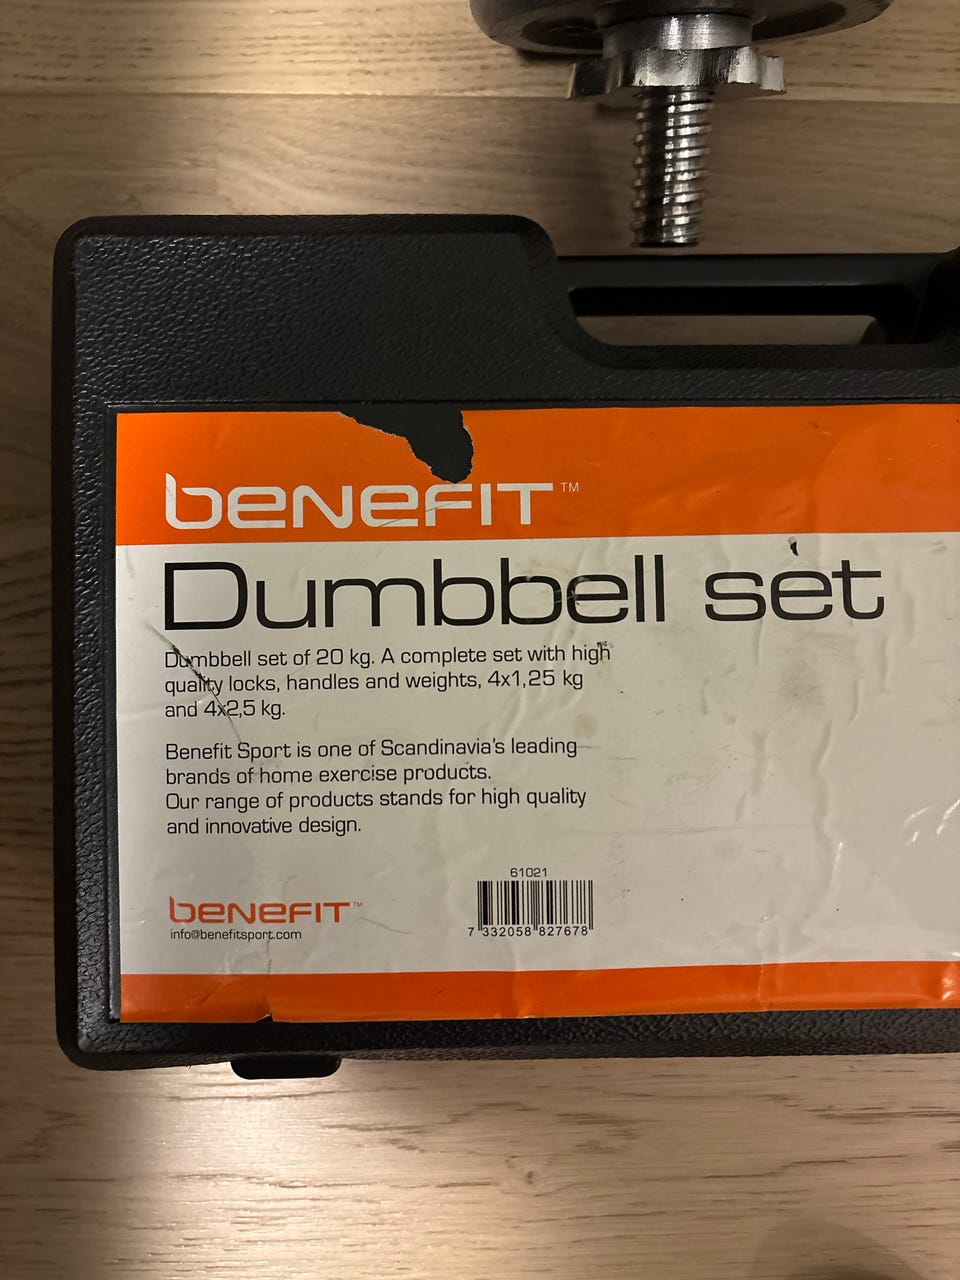 BENEFIT™
Dumbbell set
Dumbbell set of 20 kg. A complete set with high
quality locks, handles and weights, 4x1,25 kg
and 4x2,5 kg.
Benefit Sport is one of Scandinavia's leading
brands of home exercise products.
Our range of products stands for high quality
and innovative design.
61021
BENEFIT™
info@benefitsport.com
7 332058 827678